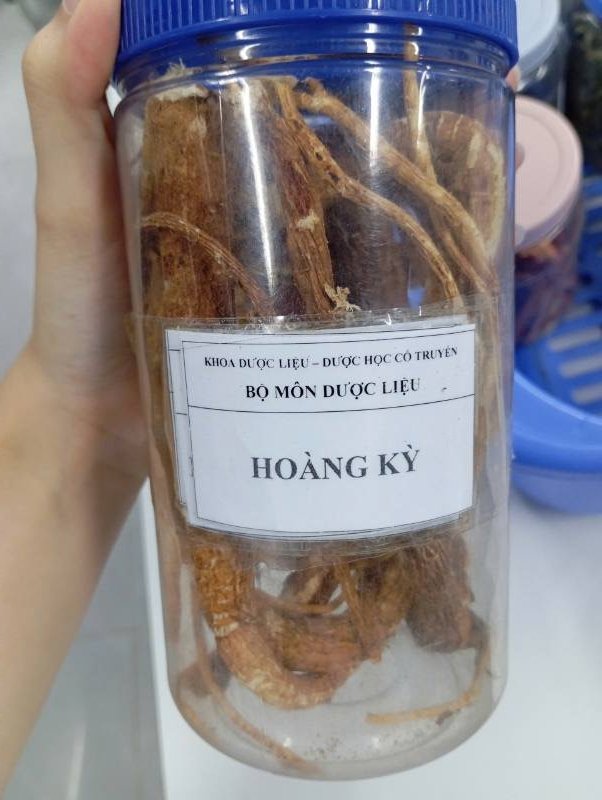 KHOA DƯỢC LIỆU – DƯỢC HỌC CỔ TRUYỀN
BỘ MÔN DƯỢC LIỆU
HOÀNG KỲ